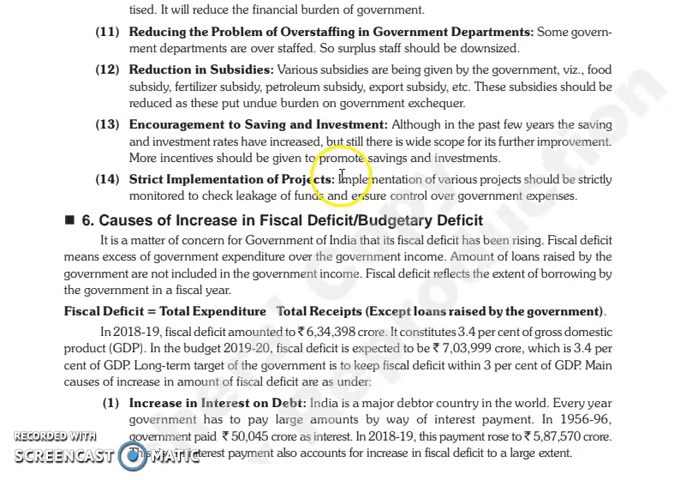 tised. It will reduce the financial burden of government.
(11) Reducing the Problem of Overstaffing in Government Departments: Some govern-
ment departments are over staffed. So surplus staff should be downsized.
(12) Reduction in Subsidies: Various subsidies are being given by the government, viz., food
subsidy, fertilizer subsidy, petroleum subsidy, export subsidy, etc. These subsidies should be
reduced as these put undue burden on government exchequer.
(13) Encouragement to Saving and Investment: Although in the past few years the saving
and investment rates have increased, but still there is wide scope for its further improvement.
More incentives should be given to promote savings and investments.
(14) Strict Implementation of Projects: Implementation of various projects should be strictly
monitored to check leakage of funds and ensure control over government expenses.
■ 6. Causes of Increase in Fiscal Deficit/Budgetary Deficit
It is a matter of concern for Government of India that its fiscal deficit has been rising. Fiscal deficit
means excess of government expenditure over the government income. Amount of loans raised by the
government are not included in the government income. Fiscal deficit reflects the extent of borrowing by
the government in a fiscal year.
Fiscal Deficit = Total Expenditure Total Receipts (Except loans raised by the government).
In 2018-19, fiscal deficit amounted to ₹ 6,34,398 crore. It constitutes 3.4 per cent of gross domestic
product (GDP). In the budget 2019-20, fiscal deficit is expected to be ₹ 7,03,999 crore, which is 3.4 per
cent of GDP. Long-term target of the government is to keep fiscal deficit within 3 per cent of GDP. Main
causes of increase in amount of fiscal deficit are as under:
(1) Increase in Interest on Debt: India is a major debtor country in the world. Every year
government has to pay large amounts by way of interest payment. In 1956-96,
government paid ₹ 50,045 crore as interest. In 2018-19, this payment rose to ₹ 5,87,570 crore.
interest payment also accounts for increase in fiscal deficit to a large extent.
RECORDED WITH
SCREENCAST MATIC